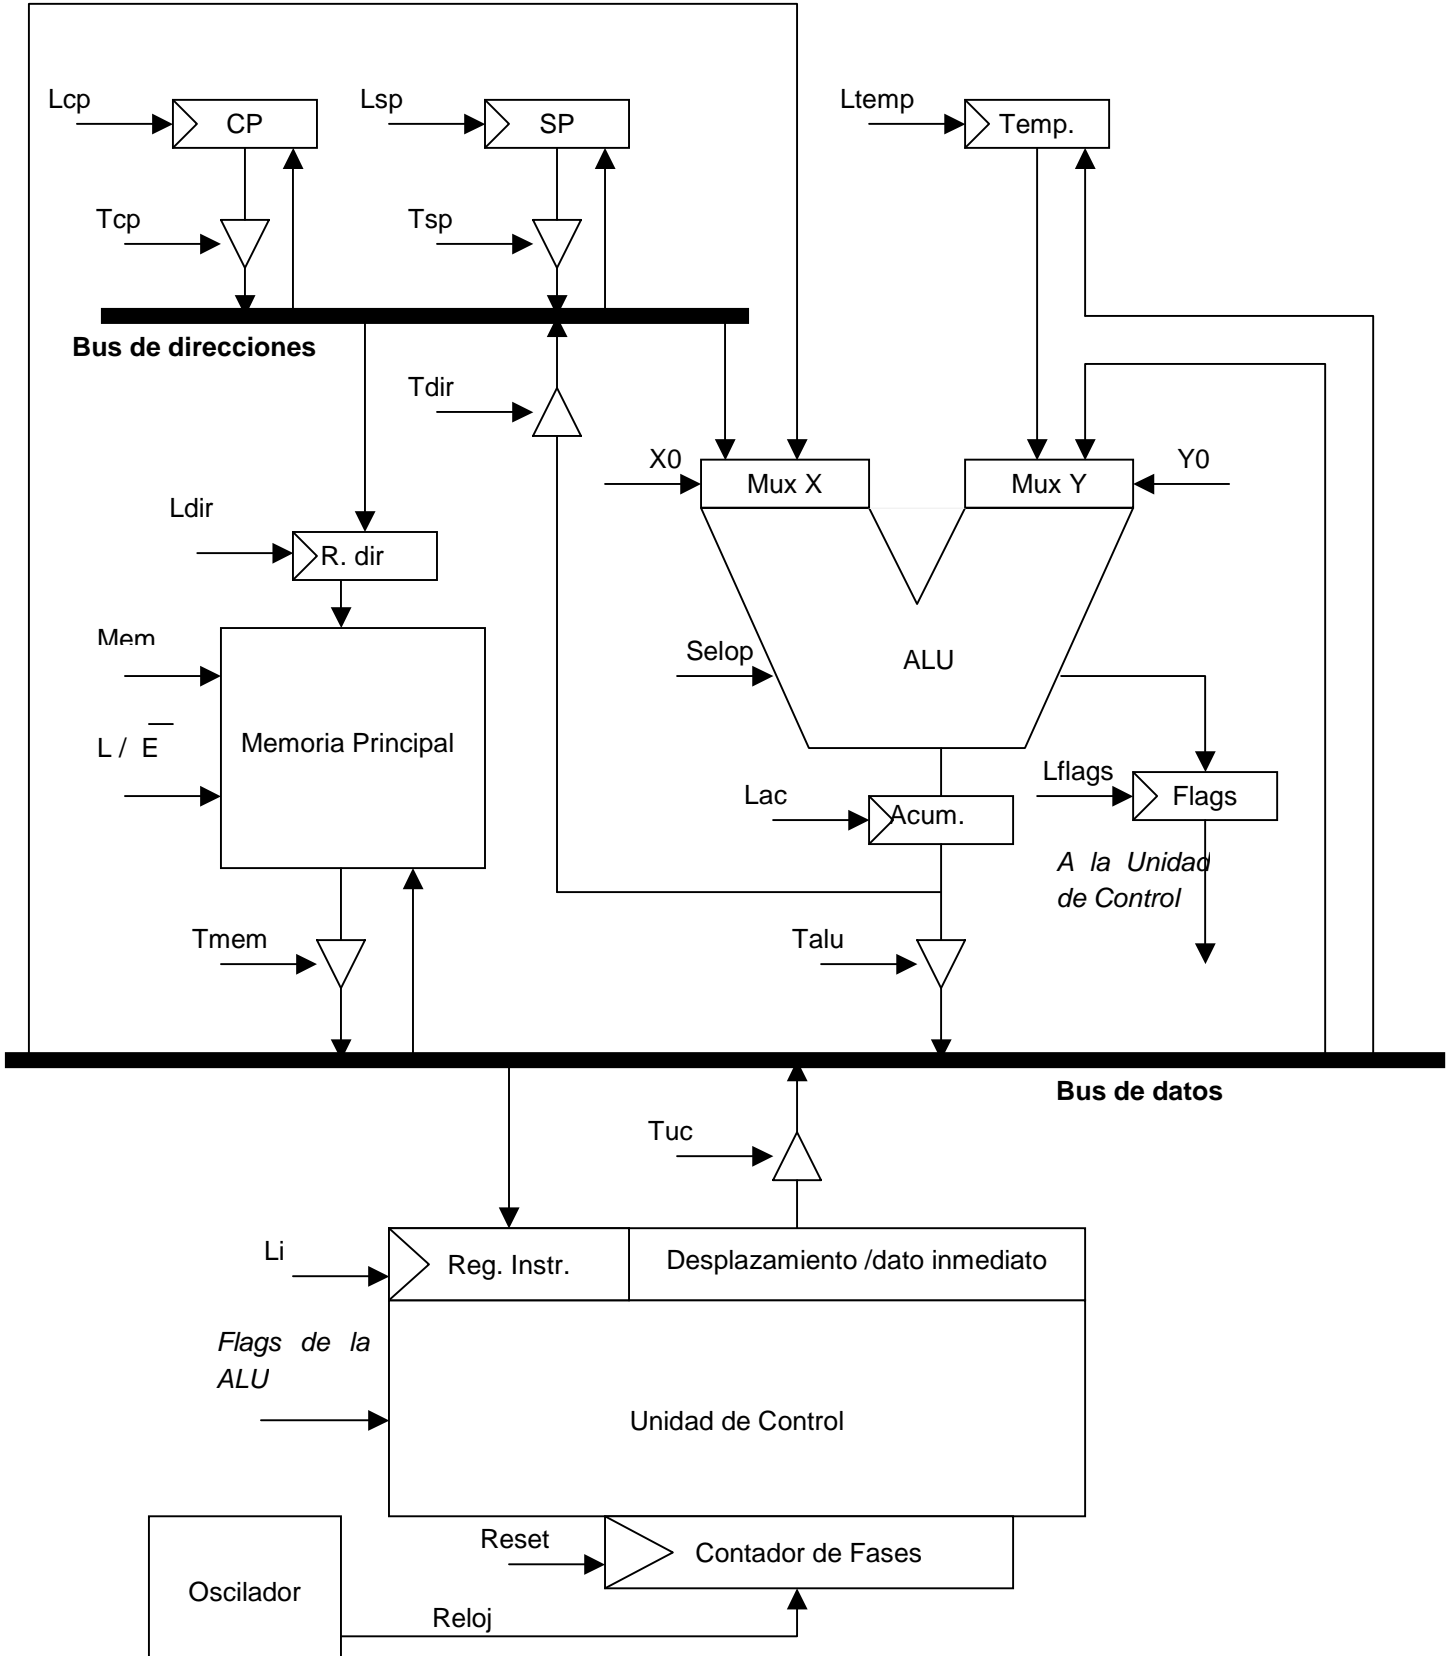 Lcp
CP
Lsp
SP
Ltemp
Temp.
Tcp
Tsp
Bus de direcciones
Tdir
X0
Mux X
Mux Y
Y0
Ldir
R. dir
Mem
Selop
ALU
L / E
Memoria Principal
Lac
Acum.
Lflags
Flags
A la Unidad
de Control
Tmem
Talu
Bus de datos
Tuc
Li
Reg. Instr.
Desplazamiento /dato inmediato
Flags de la
ALU
Unidad de Control
Reset
Contador de Fases
Oscilador
Reloj